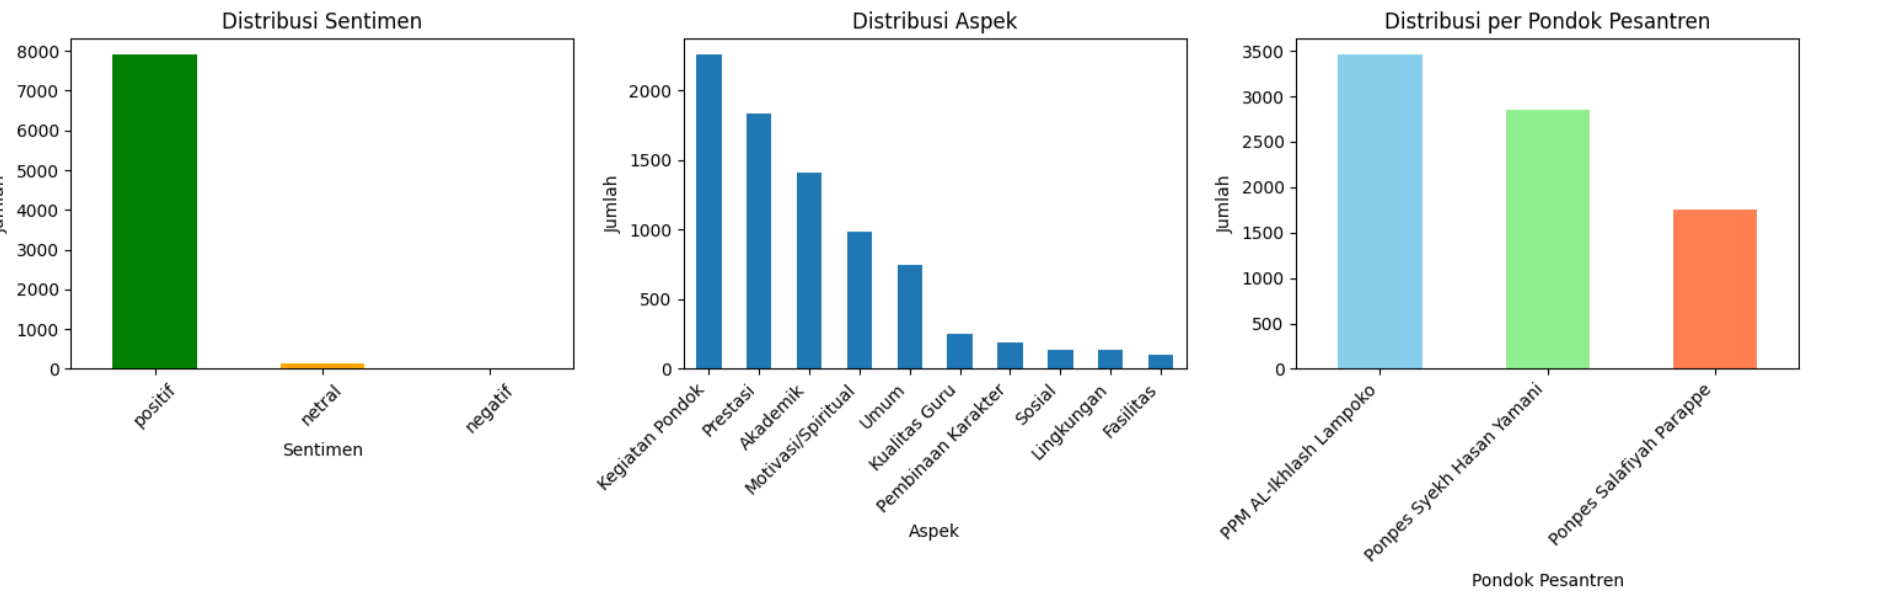 Distribusi Sentimen
8000
7000
6000
5000
4000
3000
2000
1000
0
positif
netral
negatif
Sentimen
Distribusi Aspek
Jumlah
2000
1500
1000
500
0
Kegiatan Pondok
Prestasi
Akademik
Motivasi/Spiritual
Umum
Kualitas Guru
Pembinaan Karakter
Sosial
Lingkungan
Fasilitas
Aspek
Distribusi per Pondok Pesantren
Jumlah
3500
3000
2500
2000
1500
1000
500
0
PPM AL-Ikhlash Lampoko
Ponpes Syekh Hasan Yamani
Ponpes Salafiyah Parappe
Pondok Pesantren